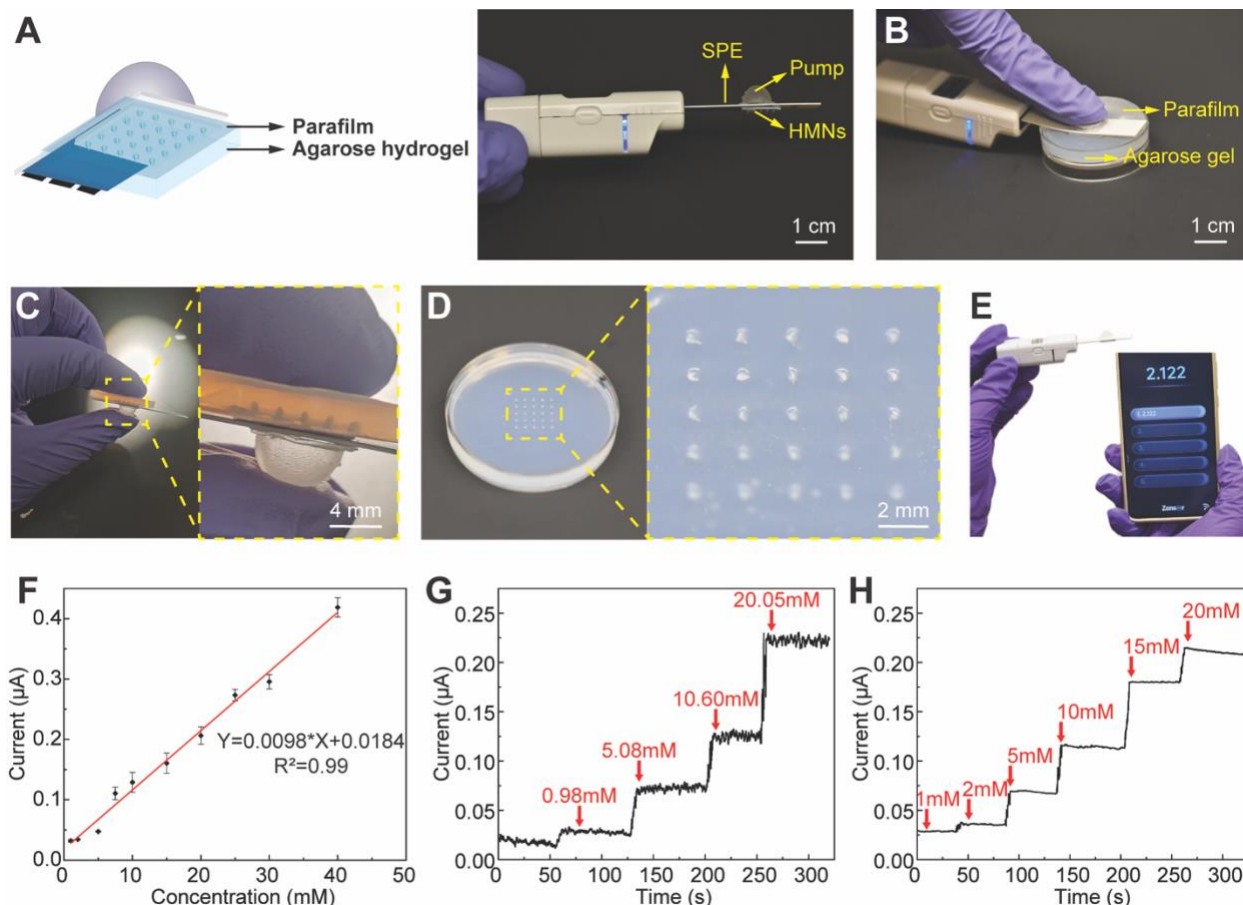 A
Parafilm
Agarose hydrogel
SPE
Pump
HMNs
1 cm
B
Parafilm
Agarose gel
1 cm
C
4 mm
D
2 mm
E
2.122
1. 2.122
F
Current (µA)
0.4
0.3
0.2
0.1
0.0
Y=0.0098*X+0.0184
R²=0.99
0 10 20 30 40 50
Concentration (mM)
G
Current (µA)
0.25
0.20
0.15
0.10
0.05
0.00
0.98mM
5.08mM
10.60mM
20.05mM
0 50 100 150 200 250 300
Time (s)
H
Current (µA)
0.25
0.20
0.15
0.10
0.05
0.00
1mM
2mM
5mM
10mM
15mM
20mM
0 50 100 150 200 250 300
Time (s)